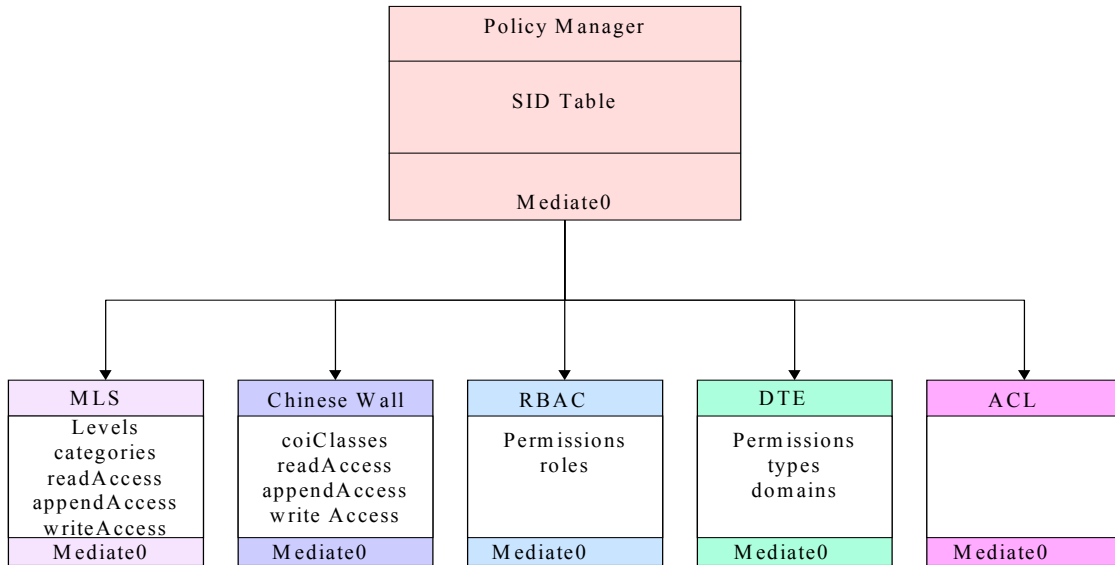 Policy Manager
SID Table
Mediate0
MLS
Levels
categories
readAccess
appendAccess
writeAccess
Mediate0
Chinese Wall
coiClasses
readAccess
appendAccess
write Access
Mediate0
RBAC
Permissions
roles
Mediate0
DTE
Permissions
types
domains
Mediate0
ACL
Mediate0